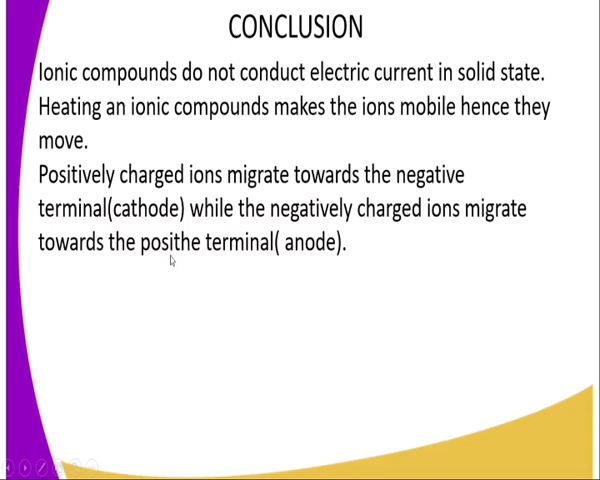 CONCLUSION
Ionic compounds do not conduct electric current in solid state.
Heating an ionic compounds makes the ions mobile hence they
move.
Positively charged ions migrate towards the negative
terminal(cathode) while the negatively charged ions migrate
towards the posithe terminal( anode).